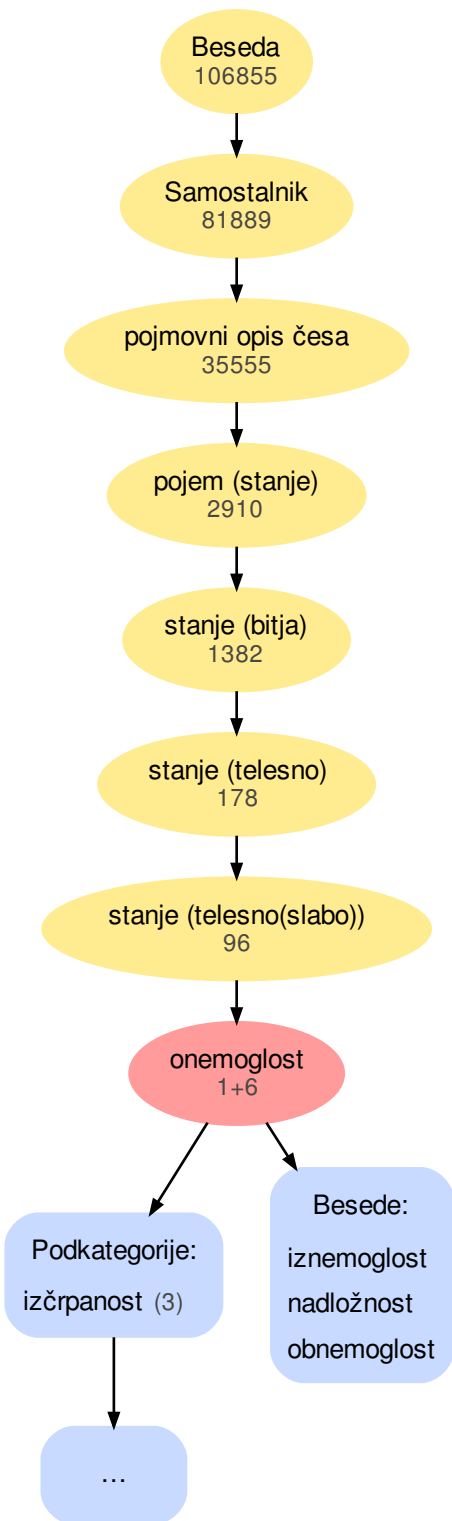 Beseda
106855
Samostalnik
81889
pojmovni opis česa
35555
pojem (stanje)
2910
stanje (bitja)
1382
stanje (telesno)
178
stanje (telesno(slabo))
96
onemoglost
1+6
Podkategorije:
izčrpanost (3)
Besede:
iznemoglost
nadložnost
obnemoglost
...